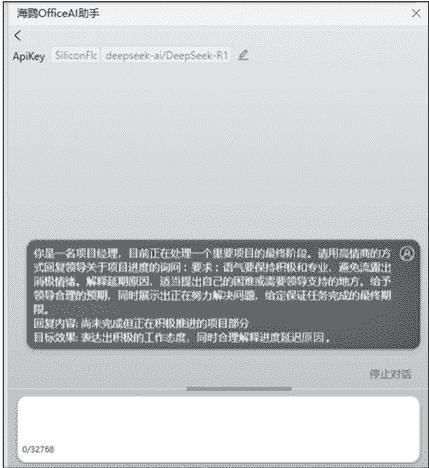 海鹦OfficeAI助手
ApiKey SiliconFlc deepseek-ai/DeepSeek-R1
你是一名项目经理，目前正在处理一个重要项目的最终阶段。请用高情商的方
式回复领导关于项目进度的询问；要求：语气要保持积极和专业，避免流露出
消极情绪。解释延期原因，适当提出自己的困难或需要领导支持的地方。给予
领导合理的预期，同时展示出正在努力解决问题，给定保证任务完成的最终期
限。
回复内容: 尚未完成但正在积极推进的项目部分
目标效果: 表达出积极的工作态度，同时合理解释进度延迟原因。
停止对话
0/32768